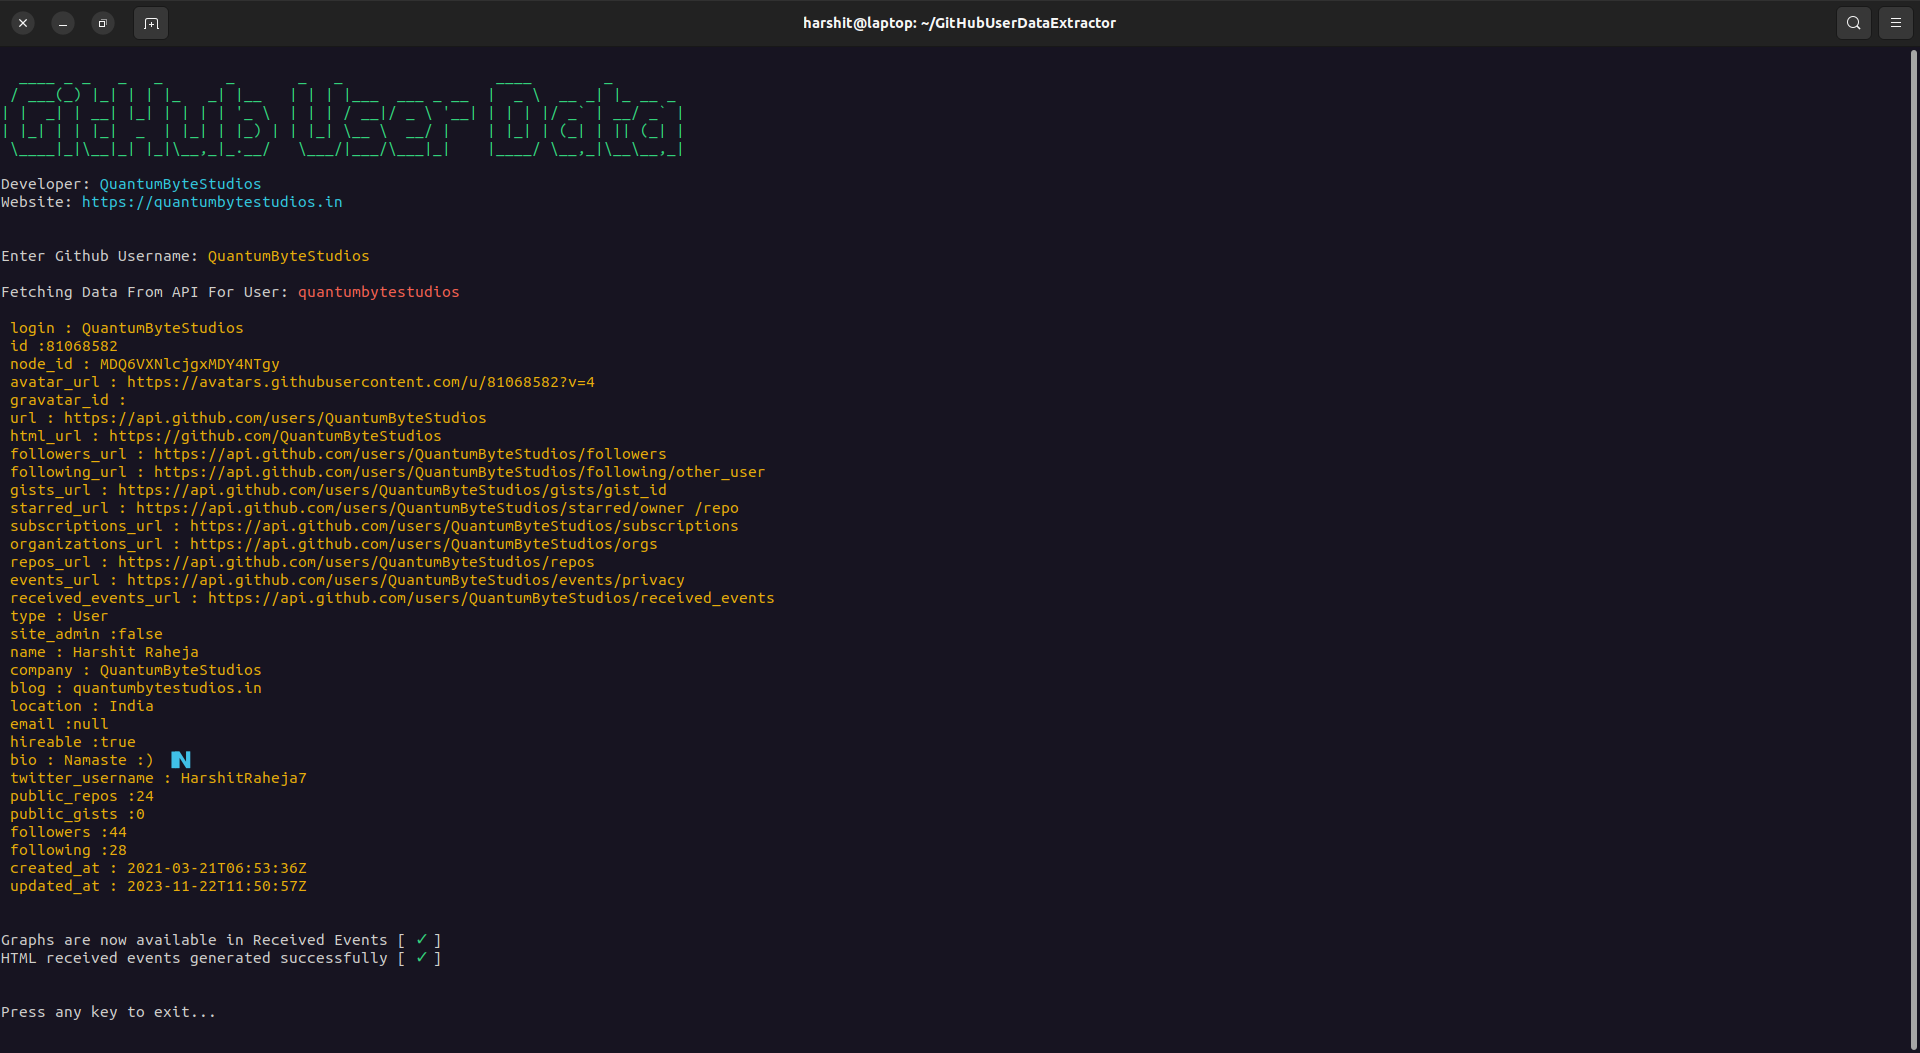 harshit@laptop: ~/GitHubUserDataExtractor
GitHub User Data
Developer: QuantumByteStudios
Website: https://quantumbytestudios.in
Enter Github Username: QuantumByteStudios
Fetching Data From API For User: quantumbytestudios
login : QuantumByteStudios
id :81068582
node_id : MDQ6VXNlcjgxMDY4NTgy
avatar_url : https://avatars.githubusercontent.com/u/81068582?v=4
gravatar_id :
url : https://api.github.com/users/QuantumByteStudios
html_url : https://github.com/QuantumByteStudios
followers_url : https://api.github.com/users/QuantumByteStudios/followers
following_url : https://api.github.com/users/QuantumByteStudios/following/other_user
gists_url : https://api.github.com/users/QuantumByteStudios/gists/gist_id
starred_url : https://api.github.com/users/QuantumByteStudios/starred/owner /repo
subscriptions_url : https://api.github.com/users/QuantumByteStudios/subscriptions
organizations_url : https://api.github.com/users/QuantumByteStudios/orgs
repos_url : https://api.github.com/users/QuantumByteStudios/repos
events_url : https://api.github.com/users/QuantumByteStudios/events/privacy
received_events_url : https://api.github.com/users/QuantumByteStudios/received_events
type : User
site_admin :false
name : Harshit Raheja
company : QuantumByteStudios
blog : quantumbytestudios.in
location : India
email :null
hireable :true
bio : Namaste :) N
twitter_username : HarshitRaheja7
public_repos :24
public_gists :0
followers :44
following :28
created_at : 2021-03-21T06:53:36Z
updated_at : 2023-11-22T11:50:57Z
Graphs are now available in Received Events [ ✓ ]
HTML received events generated successfully [ ✓ ]
Press any key to exit...